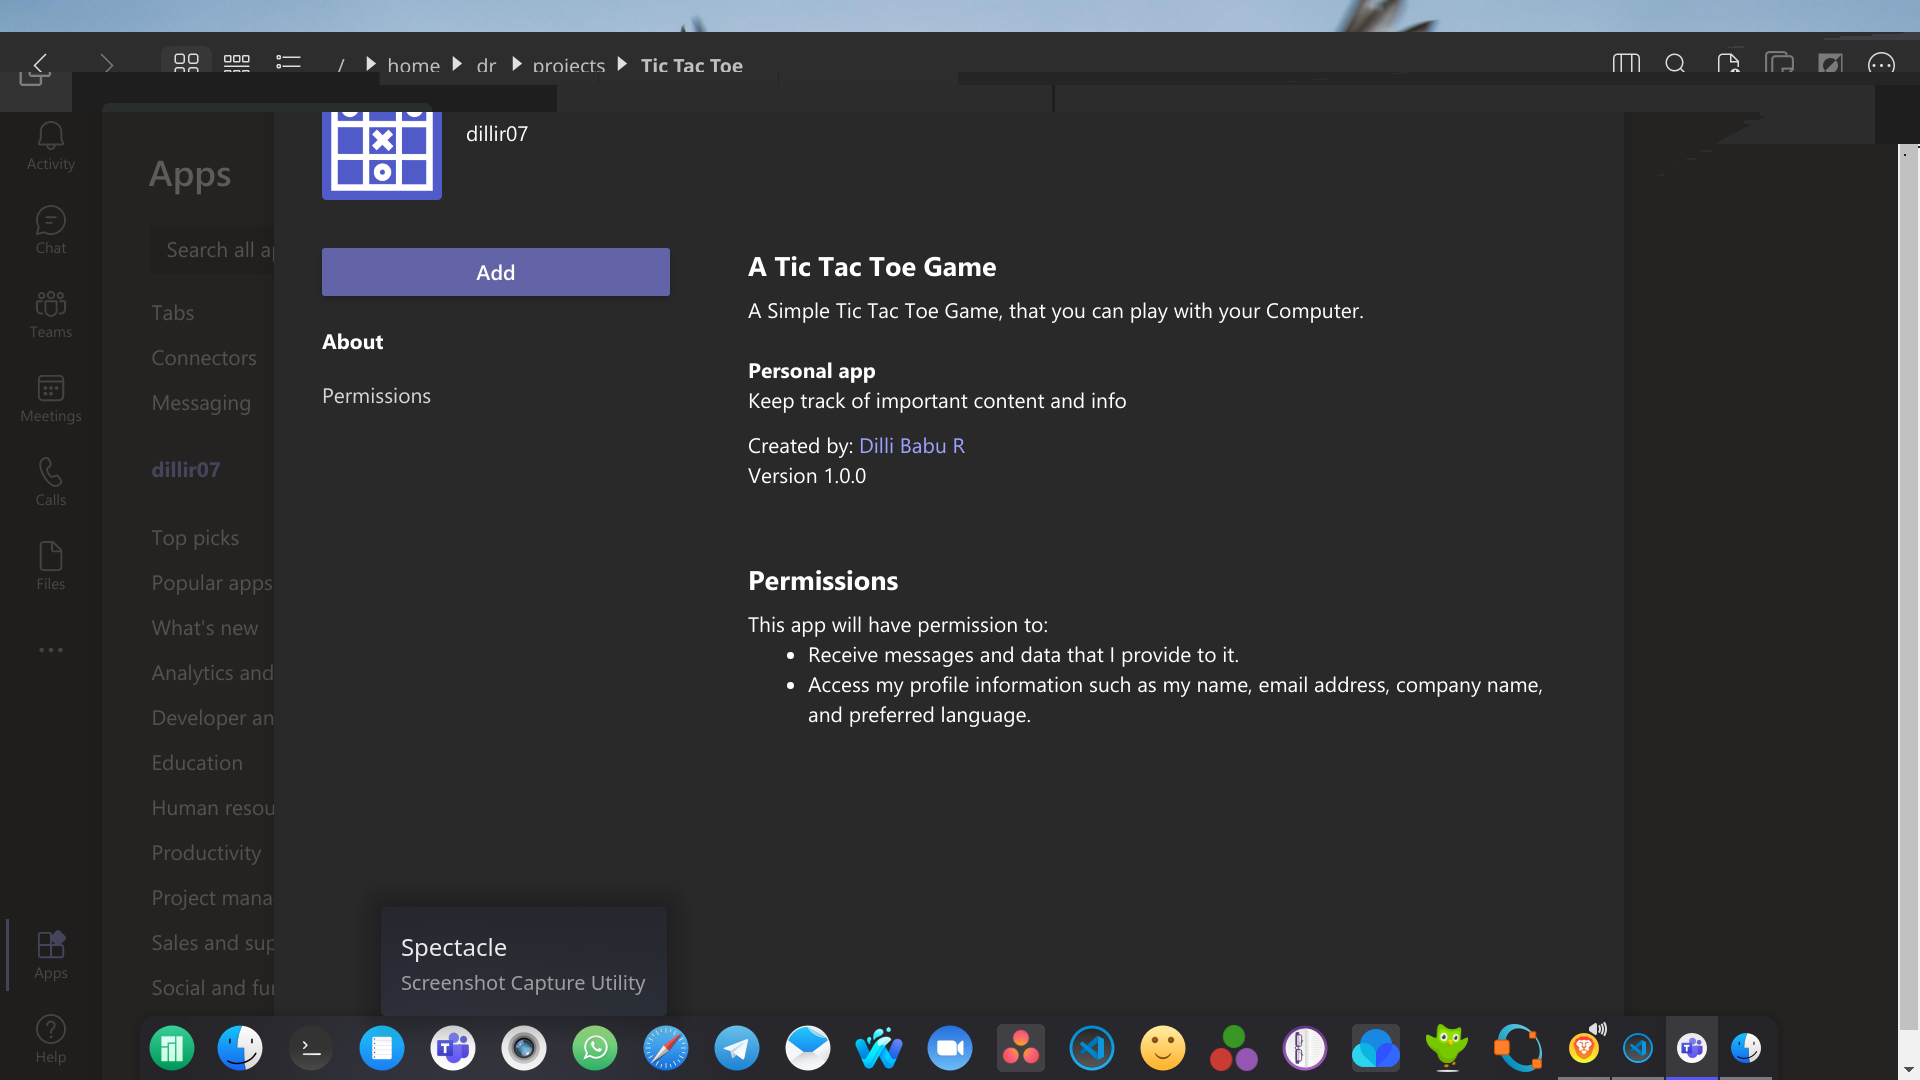 / home dr projects Tic Tac Toe
Activity
Chat
Teams
Meetings
Calls
Files
Apps
Help
Apps
Search all
Tabs
Connectors
Messaging
dillir07
Top picks
Popular apps
What's new
Analytics and
Developer
Education
Human
Productivity
Project
Sales and
Social and
dillir07
Add
About
Permissions
A Tic Tac Toe Game
A Simple Tic Tac Toe Game, that you can play with your Computer.
Personal app
Keep track of important content and info
Created by: Dilli Babu R
Version 1.0.0
Permissions
This app will have permission to:
• Receive messages and data that I provide to it.
• Access my profile information such as my name, email address, company name,
and preferred language.
Spectacle
Screenshot Capture Utility